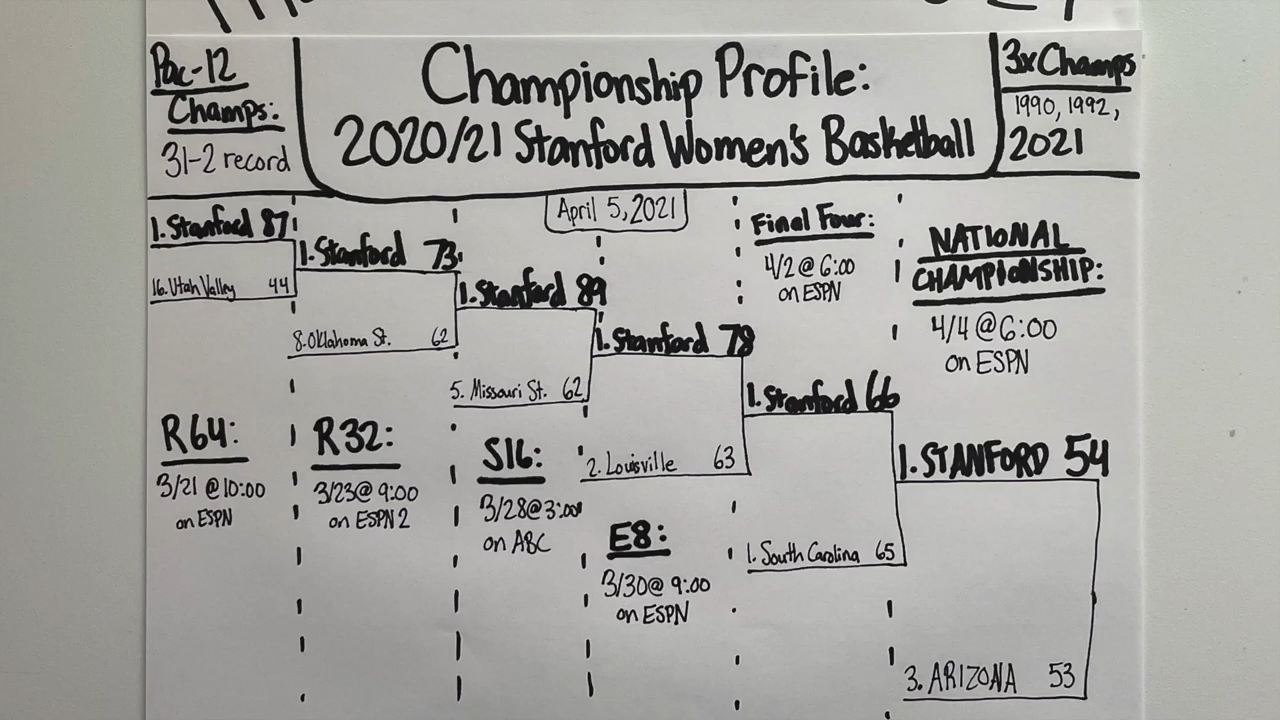 Pac-12
Champs:
31-2 record
Championship Profile:
2020/21 Stanford Women's Basketball
3x Champs
1990, 1992,
2021
April 5, 2021
1. Stanford 87
16. Utah Valley 44
R64:
3/21 @ 10:00
on ESPN
1. Stanford 73
8. Oklahoma St. 62
R32:
3/23 @ 9:00
on ESPN 2
1. Stanford 89
5. Missouri St. 62
S16:
3/28 @ 3:00
on ABC
1. Stanford 78
2. Louisville 63
E8:
3/30 @ 9:00
on ESPN
Final Four:
4/2 @ 6:00
on ESPN
1. Stanford 66
1. South Carolina 65
NATIONAL
CHAMPIONSHIP:
4/4 @ 6:00
on ESPN
1. STANFORD 54
3. ARIZONA 53